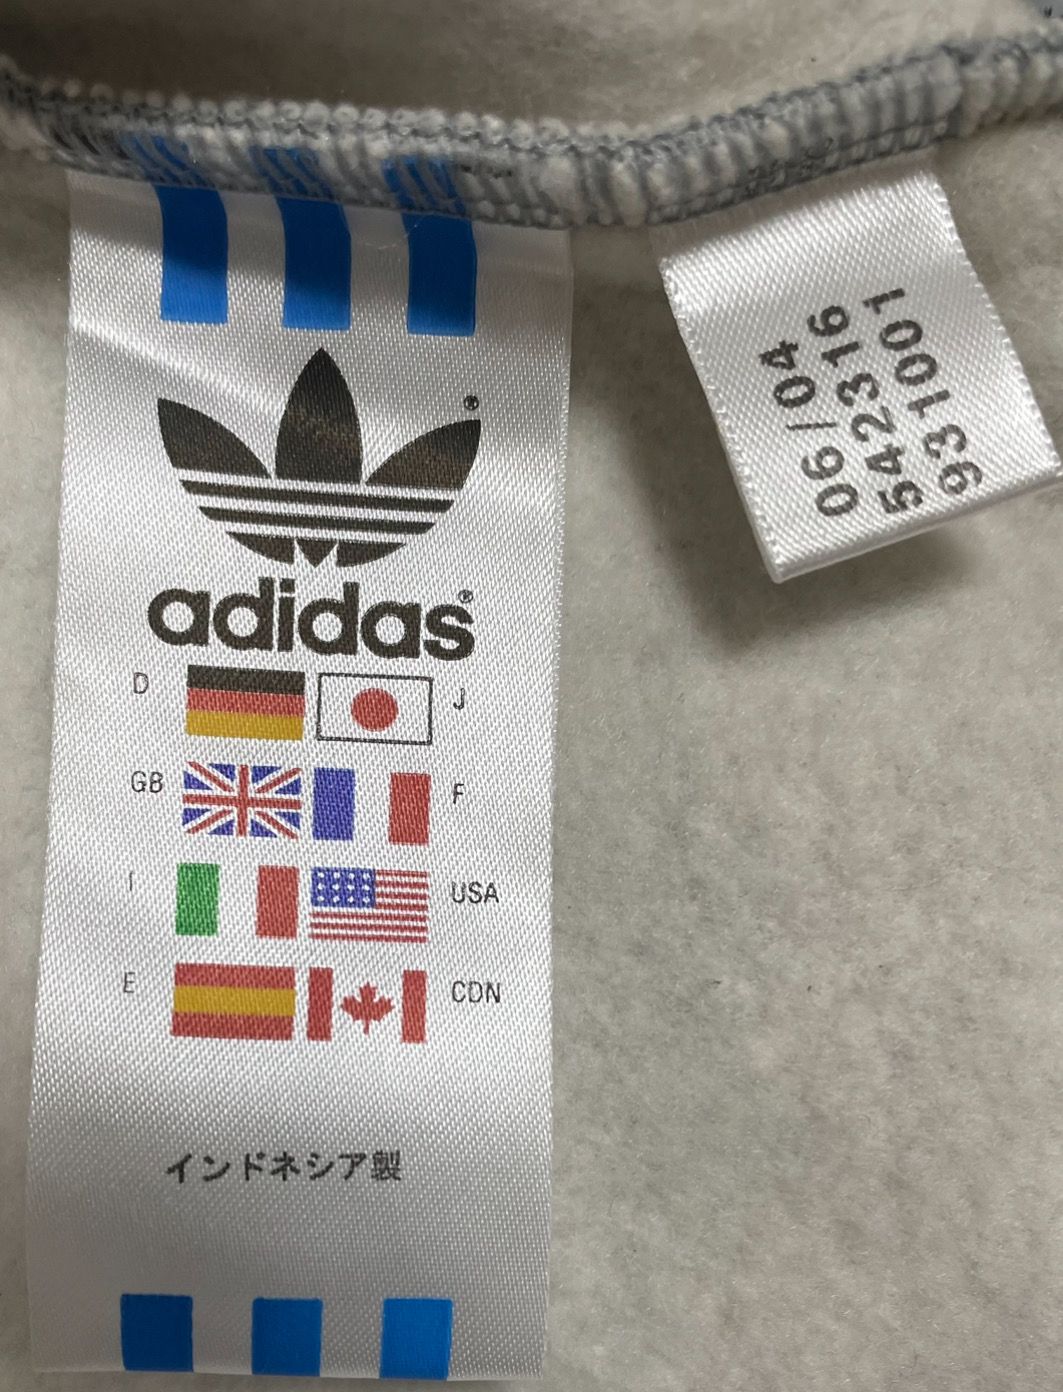 adidas
D
J
GB
F
I
USA
E
CDN
インドネシア製
06/04
542316
931001